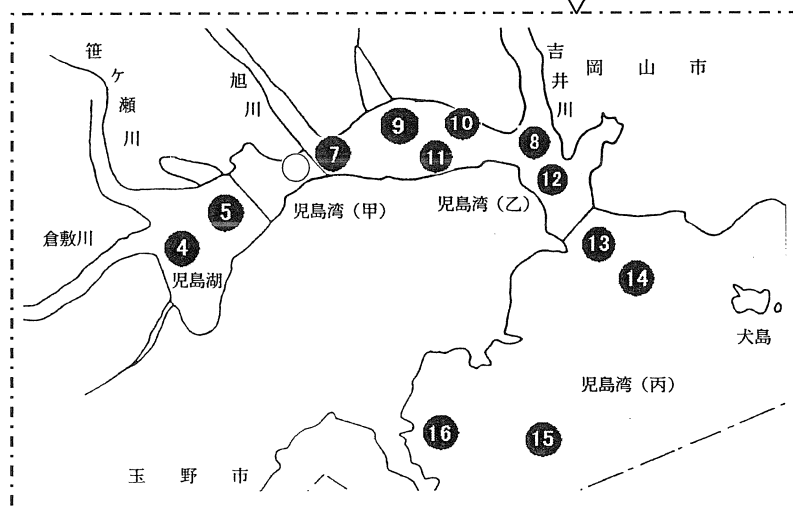 笹ヶ瀬川
旭川
吉井川
岡山市
9
10
7
11
8
12
児島湾（甲）
児島湾（乙）
5
倉敷川
4
児島湖
13
14
犬島
児島湾（丙）
16
15
玉野市